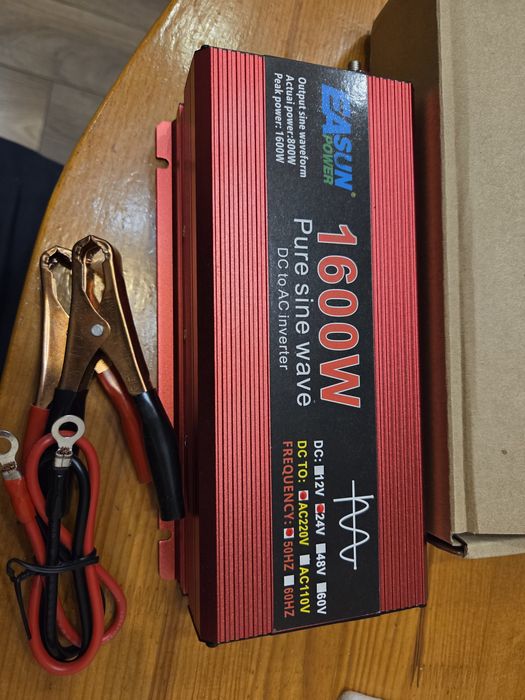 EASUN®
POWER
Output sine waveform
Actuai power:800W
Peak power: 1600W
1600W
Pure sine wave
DC to AC inverter
DC: 12V 24V 48V 60V
DC TO: AC220V AC110V
FREQUENCY: 50HZ 60HZ